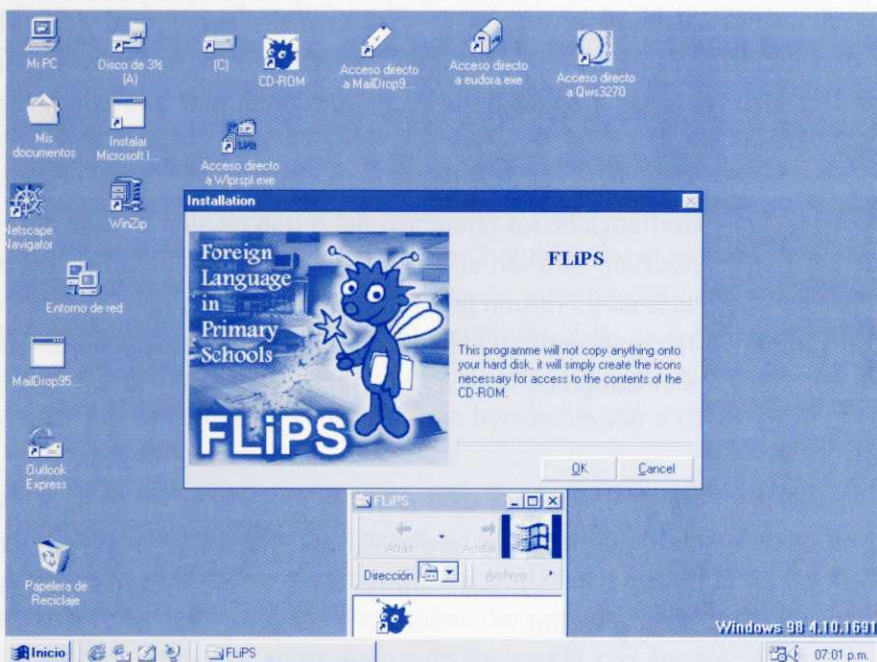 Mi PC
Disco de 3½ (A)
(C)
CD-ROM
Acceso directo a MailDrop9...
Acceso directo a eudora.exe
Acceso directo a Qws3270
Mis documentos
Instalar Microsoft I...
Acceso directo a Wlprspl.exe
Netscape Navigator
WinZip
Entorno de red
MailDrop95...
Outlook Express
Papelera de Reciclaje
Installation
Foreign
Language
in
Primary
Schools
FLiPS
FLiPS
This programme will not copy anything onto
your hard disk, it will simply create the icons
necessary for access to the contents of the
CD-ROM.
OK
Cancel
FLiPS
Atrás
Dirección
Archivo
Windows 98 4.10.1691
Inicio
FLiPS
07:01 p.m.